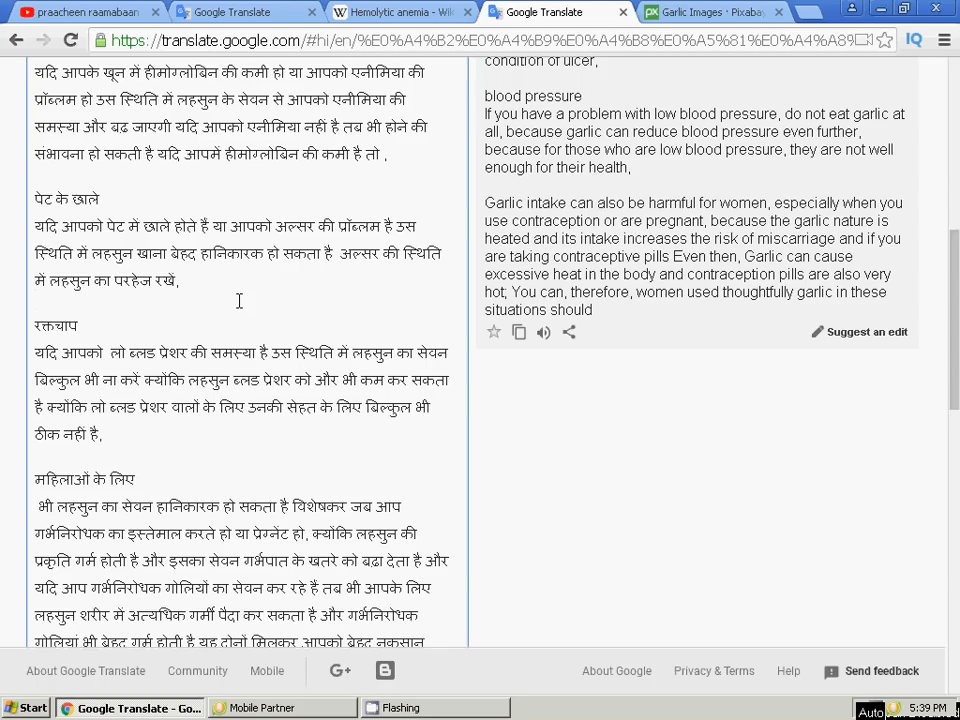 praacheen raamabaan
Google Translate
Hemolytic anemia - Wik
Google Translate
Garlic Images · Pixabay
https://translate.google.com/#hi/en/%E0%A4%B2%E0%A4%B9%E0%A4%B8%E0%A5%81%E0%A4%A8%
IQ
यदि आपके खून में हीमोग्लोबिन की कमी हो या आपको एनीमिया की
प्रॉब्लम हो उस स्थिति में लहसुन के सेवन से आपको एनीमिया की
समस्या और बढ़ जाएगी यदि आपको एनीमिया नहीं है तब भी होने की
संभावना हो सकती है यदि आपमें हीमोग्लोबिन की कमी है तो ,
पेट के छाले
यदि आपको पेट में छाले होते हैं या आपको अल्सर की प्रॉब्लम है उस
स्थिति में लहसुन खाना बेहद हानिकारक हो सकता है अल्सर की स्थिति
में लहसुन का परहेज रखें,
रक्तचाप
यदि आपको लो ब्लड प्रेशर की समस्या है उस स्थिति में लहसुन का सेवन
बिल्कुल भी ना करें क्योंकि लहसुन ब्लड प्रेशर को और भी कम कर सकता
है क्योंकि लो ब्लड प्रेशर वालों के लिए उनकी सेहत के लिए बिल्कुल भी
ठीक नहीं है,
महिलाओं के लिए
भी लहसुन का सेवन हानिकारक हो सकता है विशेषकर जब आप
गर्भनिरोधक का इस्तेमाल करते हो या प्रेग्नेंट हो, क्योंकि लहसुन की
प्रकृति गर्म होती है और इसका सेवन गर्भपात के खतरे को बढ़ा देता है और
यदि आप गर्भनिरोधक गोलियों का सेवन कर रहे हैं तब भी आपके लिए
लहसुन शरीर में अत्यधिक गर्मी पैदा कर सकता है और गर्भनिरोधक
गोलियां भी बेहद गर्म होती है यह दोनों मिलकर आपको बेहद नुकसान
condition of ulcer,
blood pressure
If you have a problem with low blood pressure, do not eat garlic at
all, because garlic can reduce blood pressure even further,
because for those who are low blood pressure, they are not well
enough for their health,
Garlic intake can also be harmful for women, especially when you
use contraception or are pregnant, because the garlic nature is
heated and its intake increases the risk of miscarriage and if you
are taking contraceptive pills Even then, Garlic can cause
excessive heat in the body and contraception pills are also very
hot; You can, therefore, women used thoughtfully garlic in these
situations should
Suggest an edit
About Google Translate
Community
Mobile
G+
About Google
Privacy & Terms
Help
Send feedback
Start
Google Translate - Go...
Mobile Partner
Flashing
5:39 PM